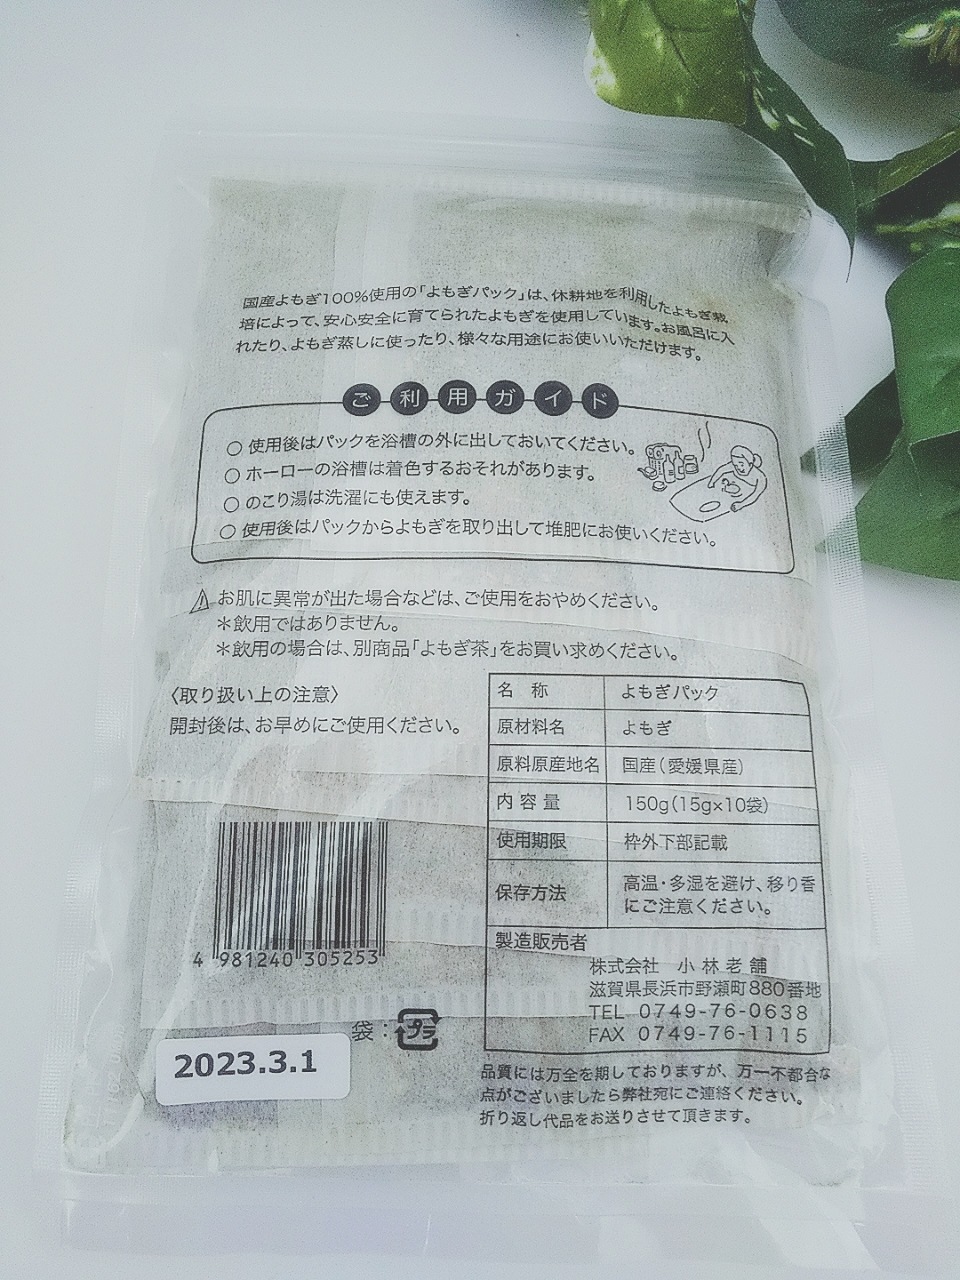 国産よもぎ100%使用の「よもぎパック」は、休耕地を利用したよもぎ栽
培によって、安心安全に育てられたよもぎを使用しています。お風呂に入
れたり、よもぎ蒸しに使ったり、様々な用途にお使いいただけます。
ご利用ガイド
○ 使用後はパックを浴槽の外に出しておいてください。
○ ホーローの浴槽は着色するおそれがあります。
○ のこり湯は洗濯にも使えます。
○ 使用後はパックからよもぎを取り出して堆肥にお使いください。
⚠ お肌に異常が出た場合などは、ご使用をおやめください。
＊飲用ではありません。
＊飲用の場合は、別商品「よもぎ茶」をお買い求めください。
〈取り扱い上の注意〉
開封後は、お早めにご使用ください。
名 称 よもぎパック
原材料名 よもぎ
原料原産地名 国産(愛媛県産)
内 容 量 150g(15g×10袋)
使用期限 枠外下部記載
保存方法 高温・多湿を避け、移り香
にご注意ください。
製造販売者
株式会社 小林老舗
滋賀県長浜市野瀬町880番地
TEL 0749-76-0638
FAX 0749-76-1115
4 981240 305253
袋：プラ
2023.3.1
品質には万全を期しておりますが、万一不都合な
点がございましたら弊社宛にご連絡ください。
折り返し代品をお送りさせて頂きます。